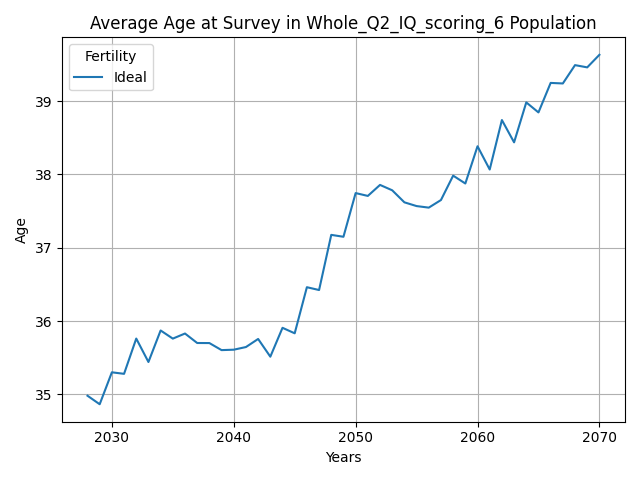 Average Age at Survey in Whole_Q2_IQ_scoring_6 Population
Fertility
Ideal
Age
39
38
37
36
35
2030 2040 2050 2060 2070
Years